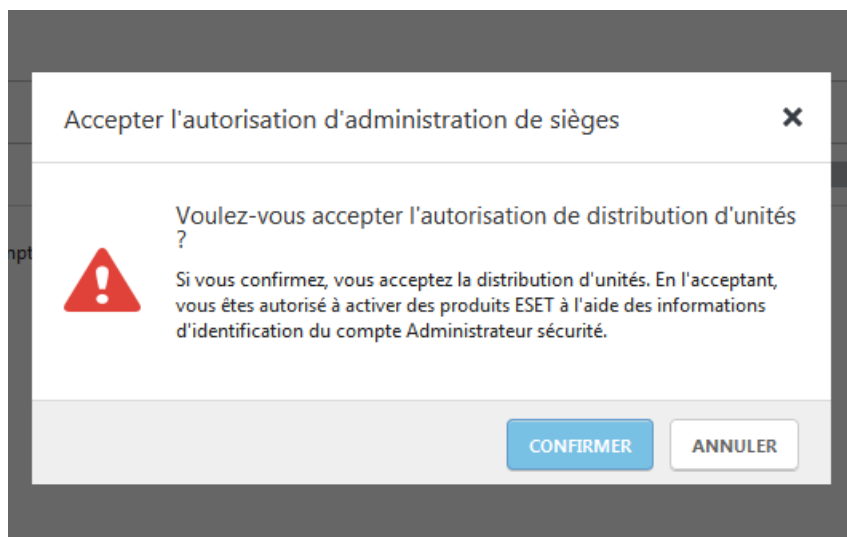 Accepter l'autorisation d'administration de sièges
Voulez-vous accepter l'autorisation de distribution d'unités
?
npt
Si vous confirmez, vous acceptez la distribution d'unités. En l'acceptant,
vous êtes autorisé à activer des produits ESET à l'aide des informations
d'identification du compte Administrateur sécurité.
CONFIRMER
ANNULER